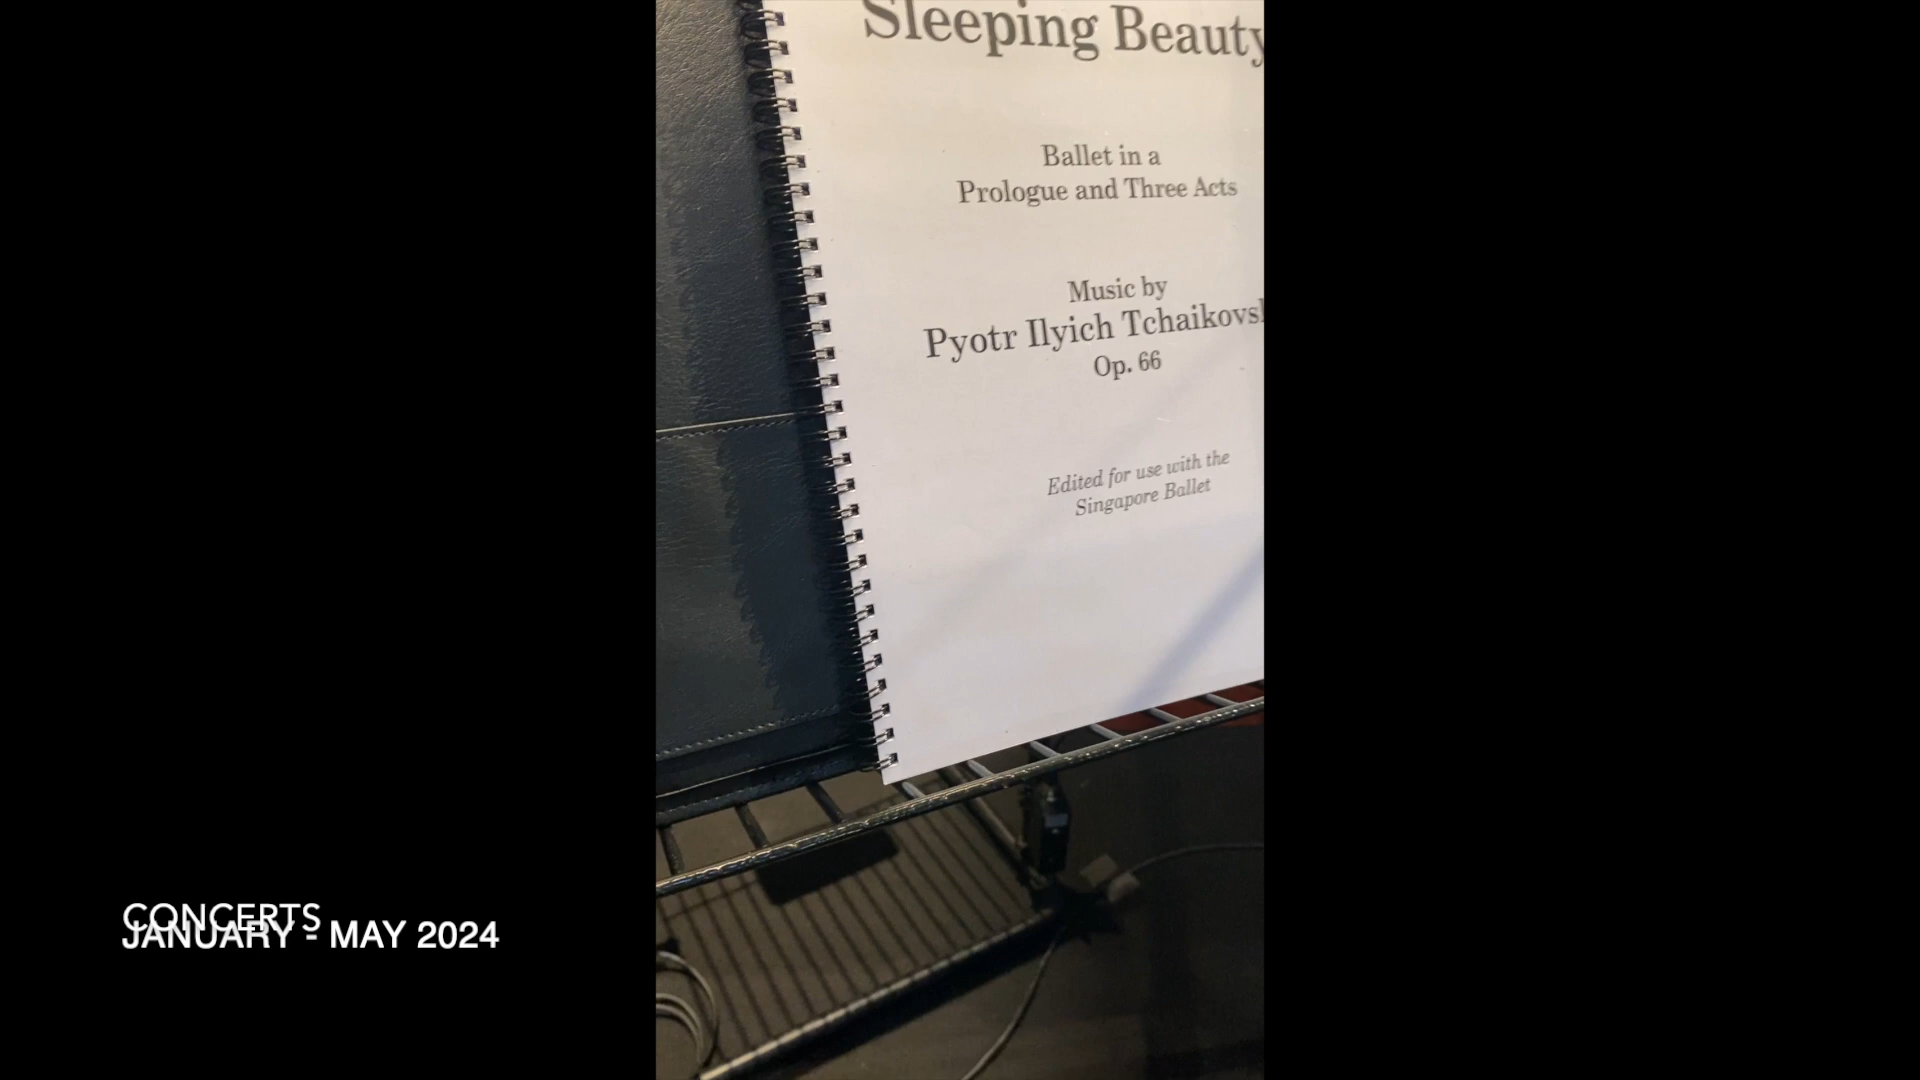 Sleeping Beauty
Ballet in a
Prologue and Three Acts
Music by
Pyotr Ilyich Tchaikovs
Op. 66
Edited for use with the
Singapore Ballet
CONCERTS
JANUARY - MAY 2024